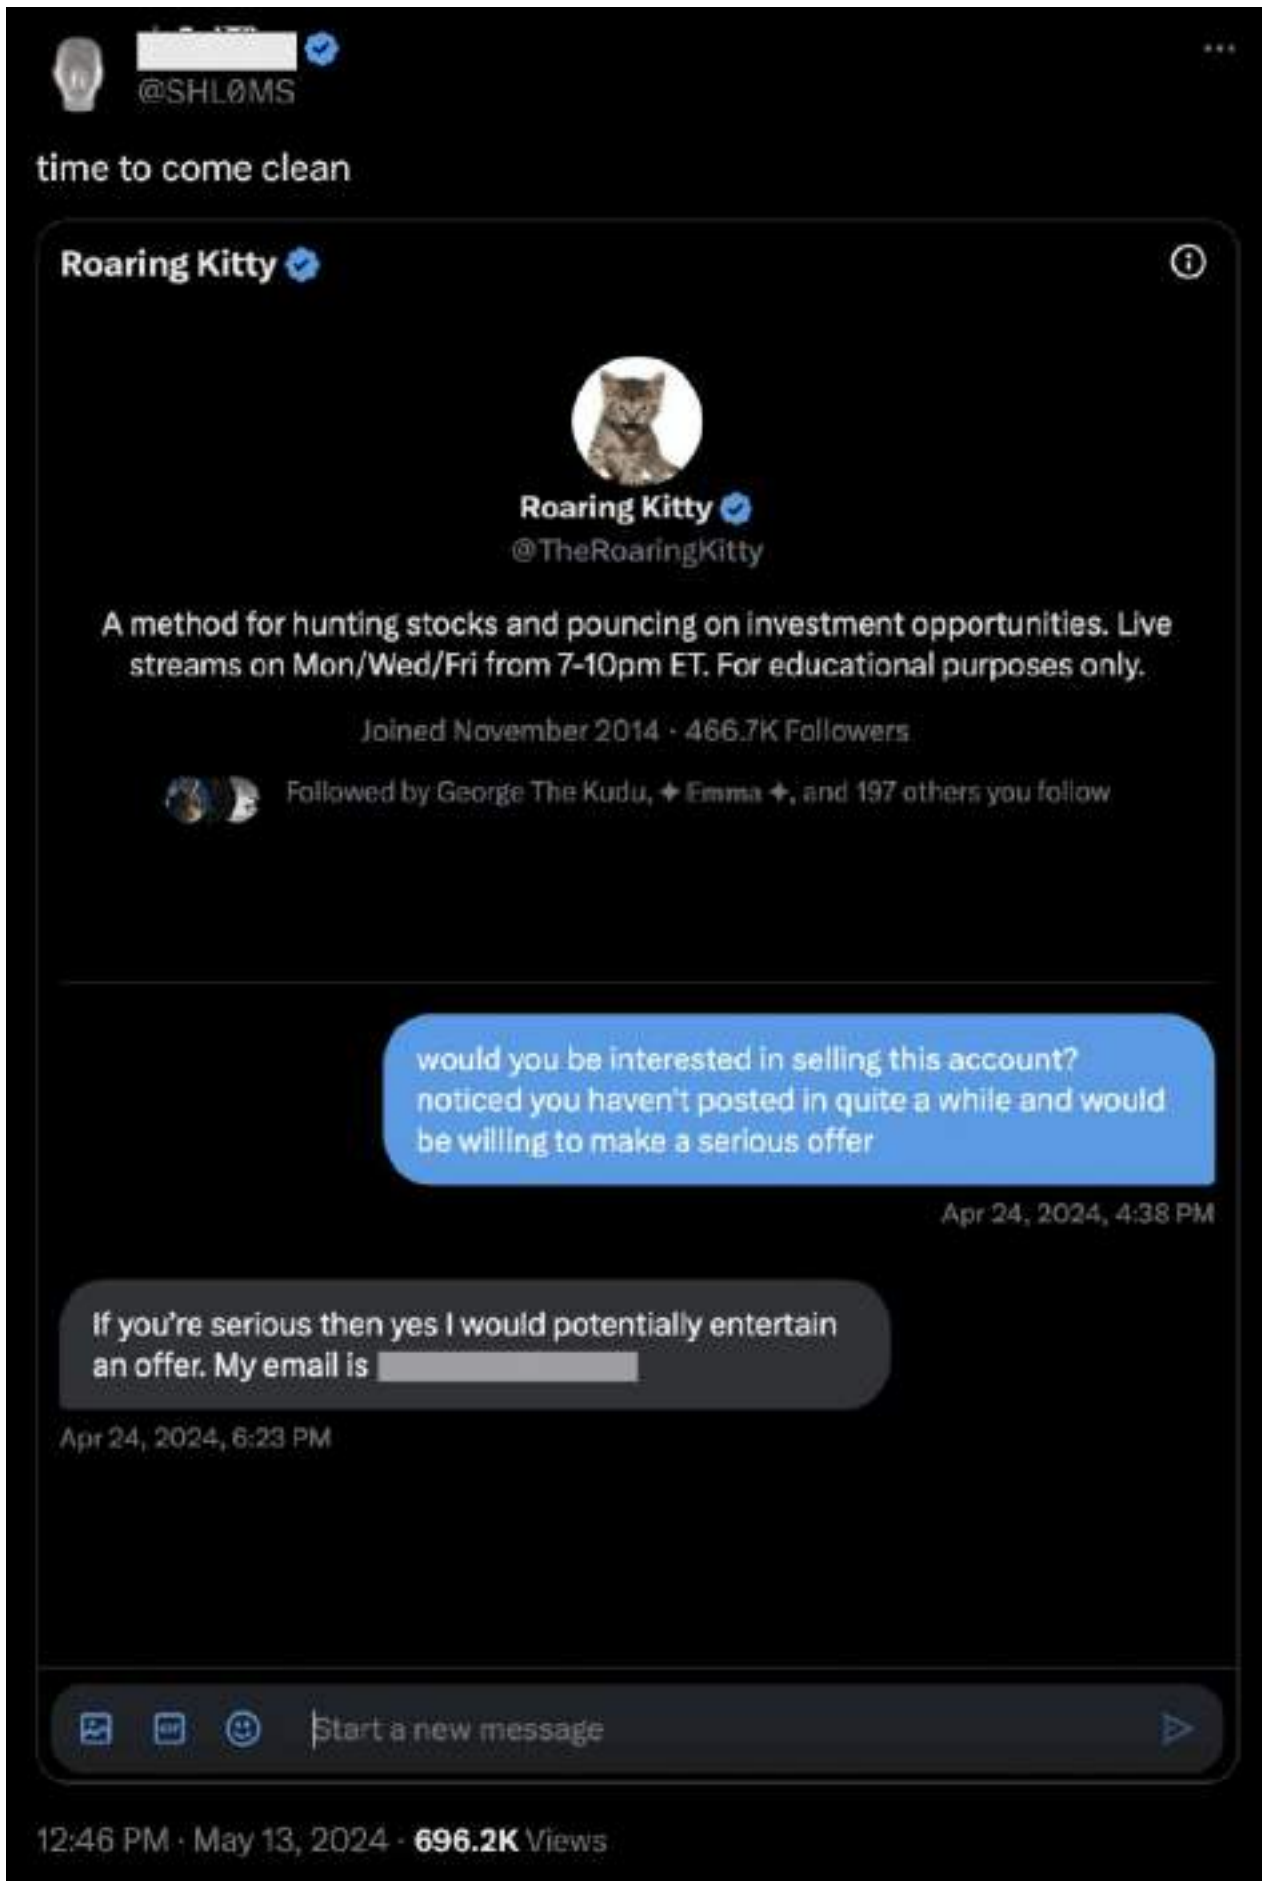 @SHLØMS
time to come clean
Roaring Kitty
Roaring Kitty
@TheRoaringKitty
A method for hunting stocks and pouncing on investment opportunities. Live
streams on Mon/Wed/Fri from 7-10pm ET. For educational purposes only.
Joined November 2014 · 466.7K Followers
Followed by George The Kudu, ✦ Emma ✦, and 197 others you follow
would you be interested in selling this account?
noticed you haven't posted in quite a while and would
be willing to make a serious offer
Apr 24, 2024, 4:38 PM
If you're serious then yes I would potentially entertain
an offer. My email is
Apr 24, 2024, 6:23 PM
GIF
Start a new message
12:46 PM · May 13, 2024 · 696.2K Views